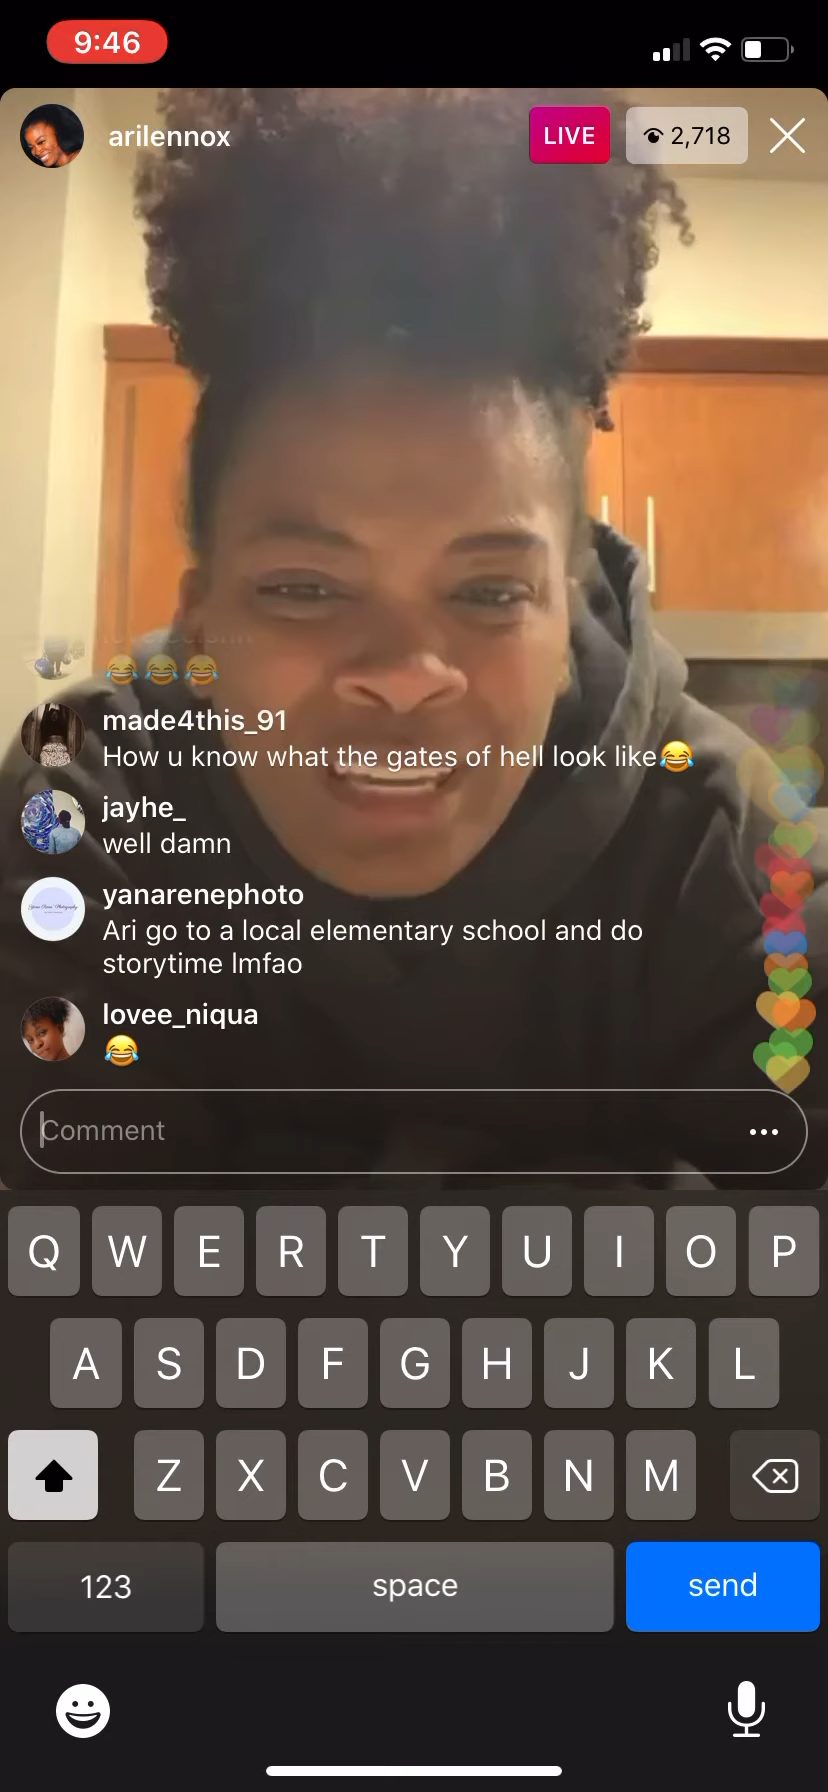 9:46
arilennox
LIVE
2,718
😂😂😂
made4this_91
How u know what the gates of hell look like😂
jayhe_
well damn
yanarenephoto
Ari go to a local elementary school and do
storytime lmfao
lovee_niqua
😂
Comment
Q W E R T Y U I O P
A S D F G H J K L
Z X C V B N M
123 space send